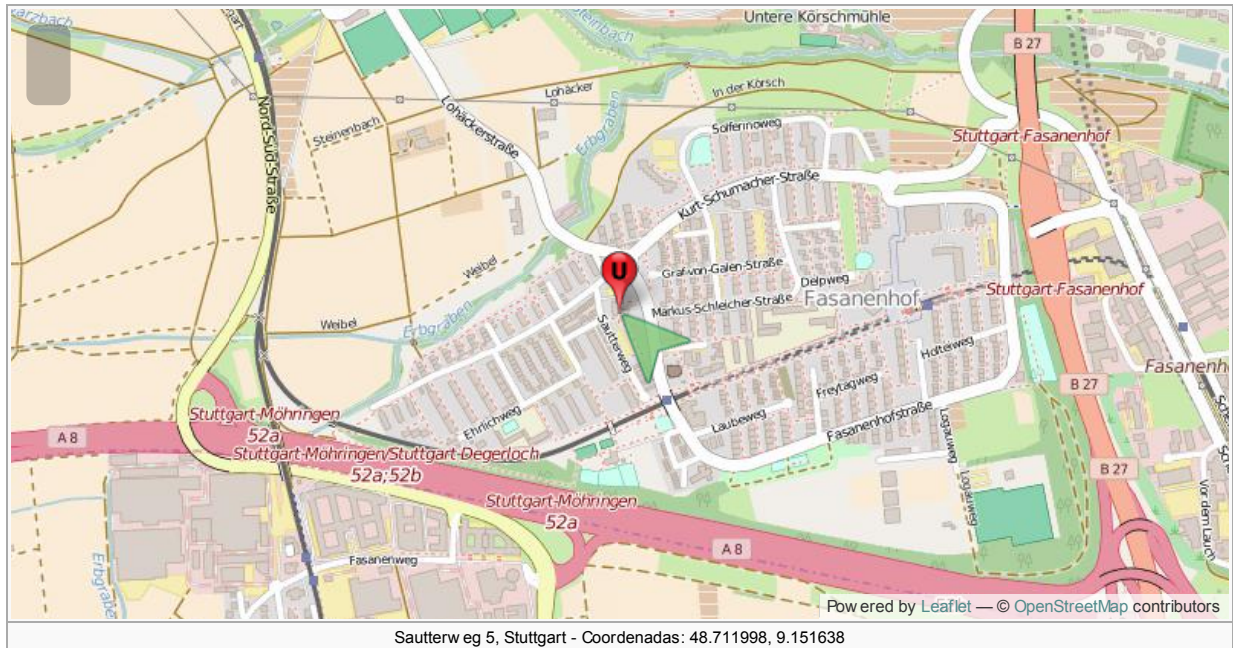 Untere Körschmühle
Steinbach
B 27
Nord-Süd-Straße
Lohäcker
In der Körsch
Steinenbach
Lohäckerstraße
Erbgraben
Solferinoweg
Stuttgart-Fasanenhof
Kurt-Schumacher-Straße
Weibel
Graf-von-Galen-Straße
U
Delpweg
Markus-Schleicher-Straße
Fasanenhof
Stuttgart-Fasanenhof
Weibel
Erbgraben
Sautterweg
Hofterweg
Fasanenh
B 27
Freytagweg
Stuttgart-Möhringen
52a
Ehrlichweg
Laubeweg
Fasanenhofstraße
Logauweg
A 8
Stuttgart-Möhringen/Stuttgart-Degerloch
52a;52b
B 27
Stuttgart-Möhringen
52a
Logauweg
Vor dem Lauch
A 8
Fasanenweg
Erbgraben
Powered by Leaflet — © OpenStreetMap contributors
Sautterweg 5, Stuttgart - Coordenadas: 48.711998, 9.151638